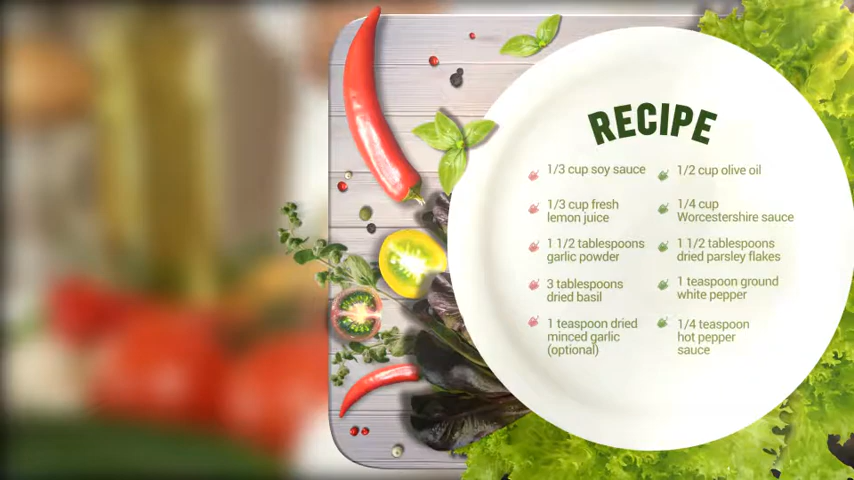 RECIPE
1/3 cup soy sauce
1/3 cup fresh
lemon juice
1 1/2 tablespoons
garlic powder
3 tablespoons
dried basil
1 teaspoon dried
minced garlic
(optional)
1/2 cup olive oil
1/4 cup
Worcestershire sauce
1 1/2 tablespoons
dried parsley flakes
1 teaspoon ground
white pepper
1/4 teaspoon
hot pepper
sauce